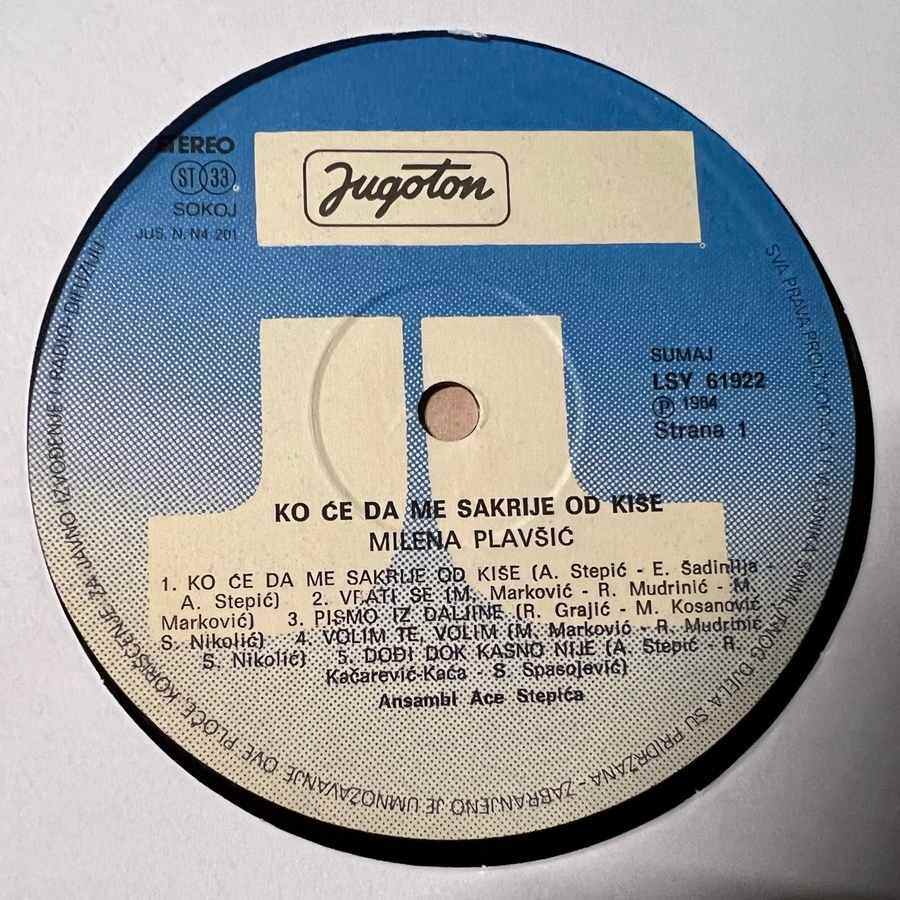 STEREO
ST 33
SOKOJ
JUS. N. N4 201
Jugoton
SUMAJ
LSY 61922
Ⓟ 1984
Strana 1
KO ĆE DA ME SAKRIJE OD KIŠE
MILENA PLAVŠIĆ
1. KO ĆE DA ME SAKRIJE OD KIŠE (A. Stepić - E. Šadinlija -
A. Stepić) 2. VRATI SE (M. Marković - R. Mudrinić - M.
Marković) 3. PISMO IZ DALJINE (R. Grajić - M. Kosanović
S. Nikolić) 4. VOLIM TE, VOLIM (M. Marković - R. Mudrinić
S. Nikolić) 5. DOĐI DOK KASNO NIJE (A. Stepić - R.
Kačarević-Kača - S. Spasojević)
Ansambl Ace Stepića
SVA PRAVA PROIZVOĐAČA I VLASNIKA SNIMLJENOG DJELA SU PRIDRŽANA - ZABRANJENO JE UMNOŽAVANJE OVE PLOČE, KORIŠĆENJE ZA JAVNO IZVOĐENJE I RADIO-DIFUZIJU